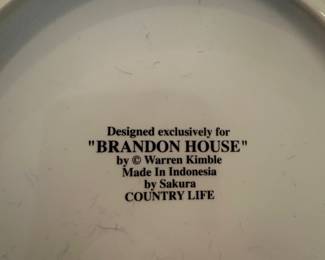 Designed exclusively for
"BRANDON HOUSE"
by © Warren Kimble
Made In Indonesia
by Sakura
COUNTRY LIFE